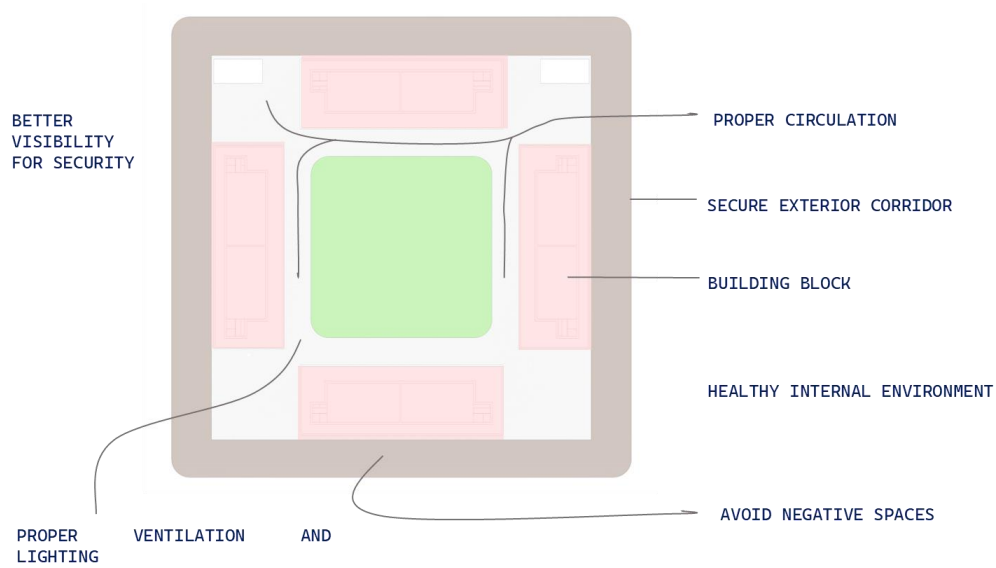 BETTER
VISIBILITY
FOR SECURITY
PROPER CIRCULATION
SECURE EXTERIOR CORRIDOR
BUILDING BLOCK
HEALTHY INTERNAL ENVIRONMENT
AVOID NEGATIVE SPACES
PROPER VENTILATION AND
LIGHTING